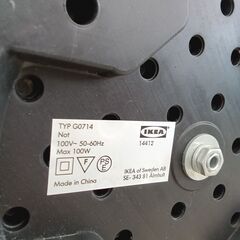 TYP G0714
Not
100V~ 50-60Hz
Max 100W
F
PS
E
Made in China
IKEA
14412
IKEA of Sweden AB
SE- 343 81 Älmhult